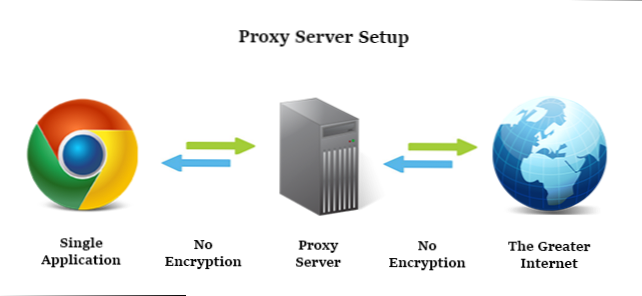 Proxy Server Setup
Single
Application
No
Encryption
Proxy
Server
No
Encryption
The Greater
Internet